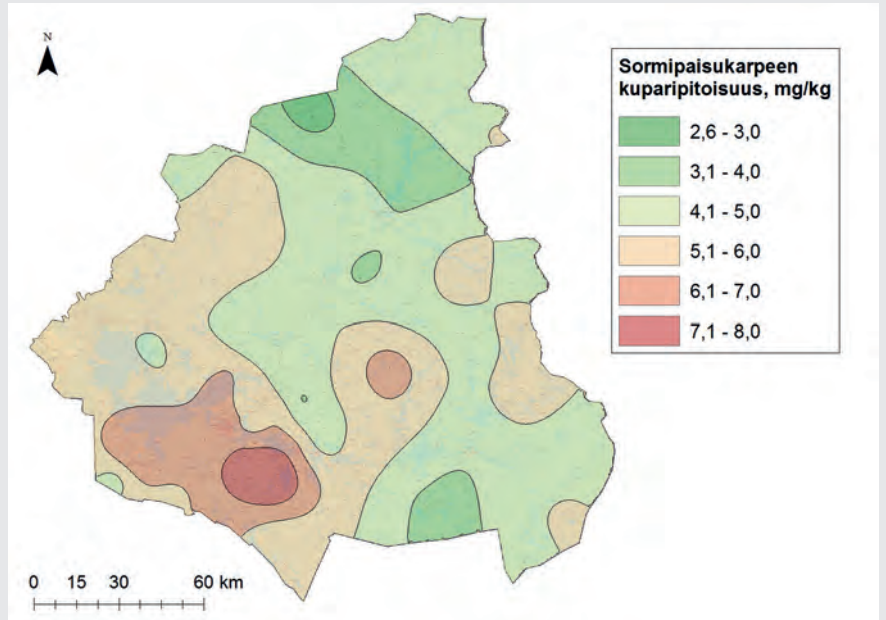 N
Sormipaisukarpeen
kuparipitoisuus, mg/kg
2,6 - 3,0
3,1 - 4,0
4,1 - 5,0
5,1 - 6,0
6,1 - 7,0
7,1 - 8,0
0 15 30 60 km